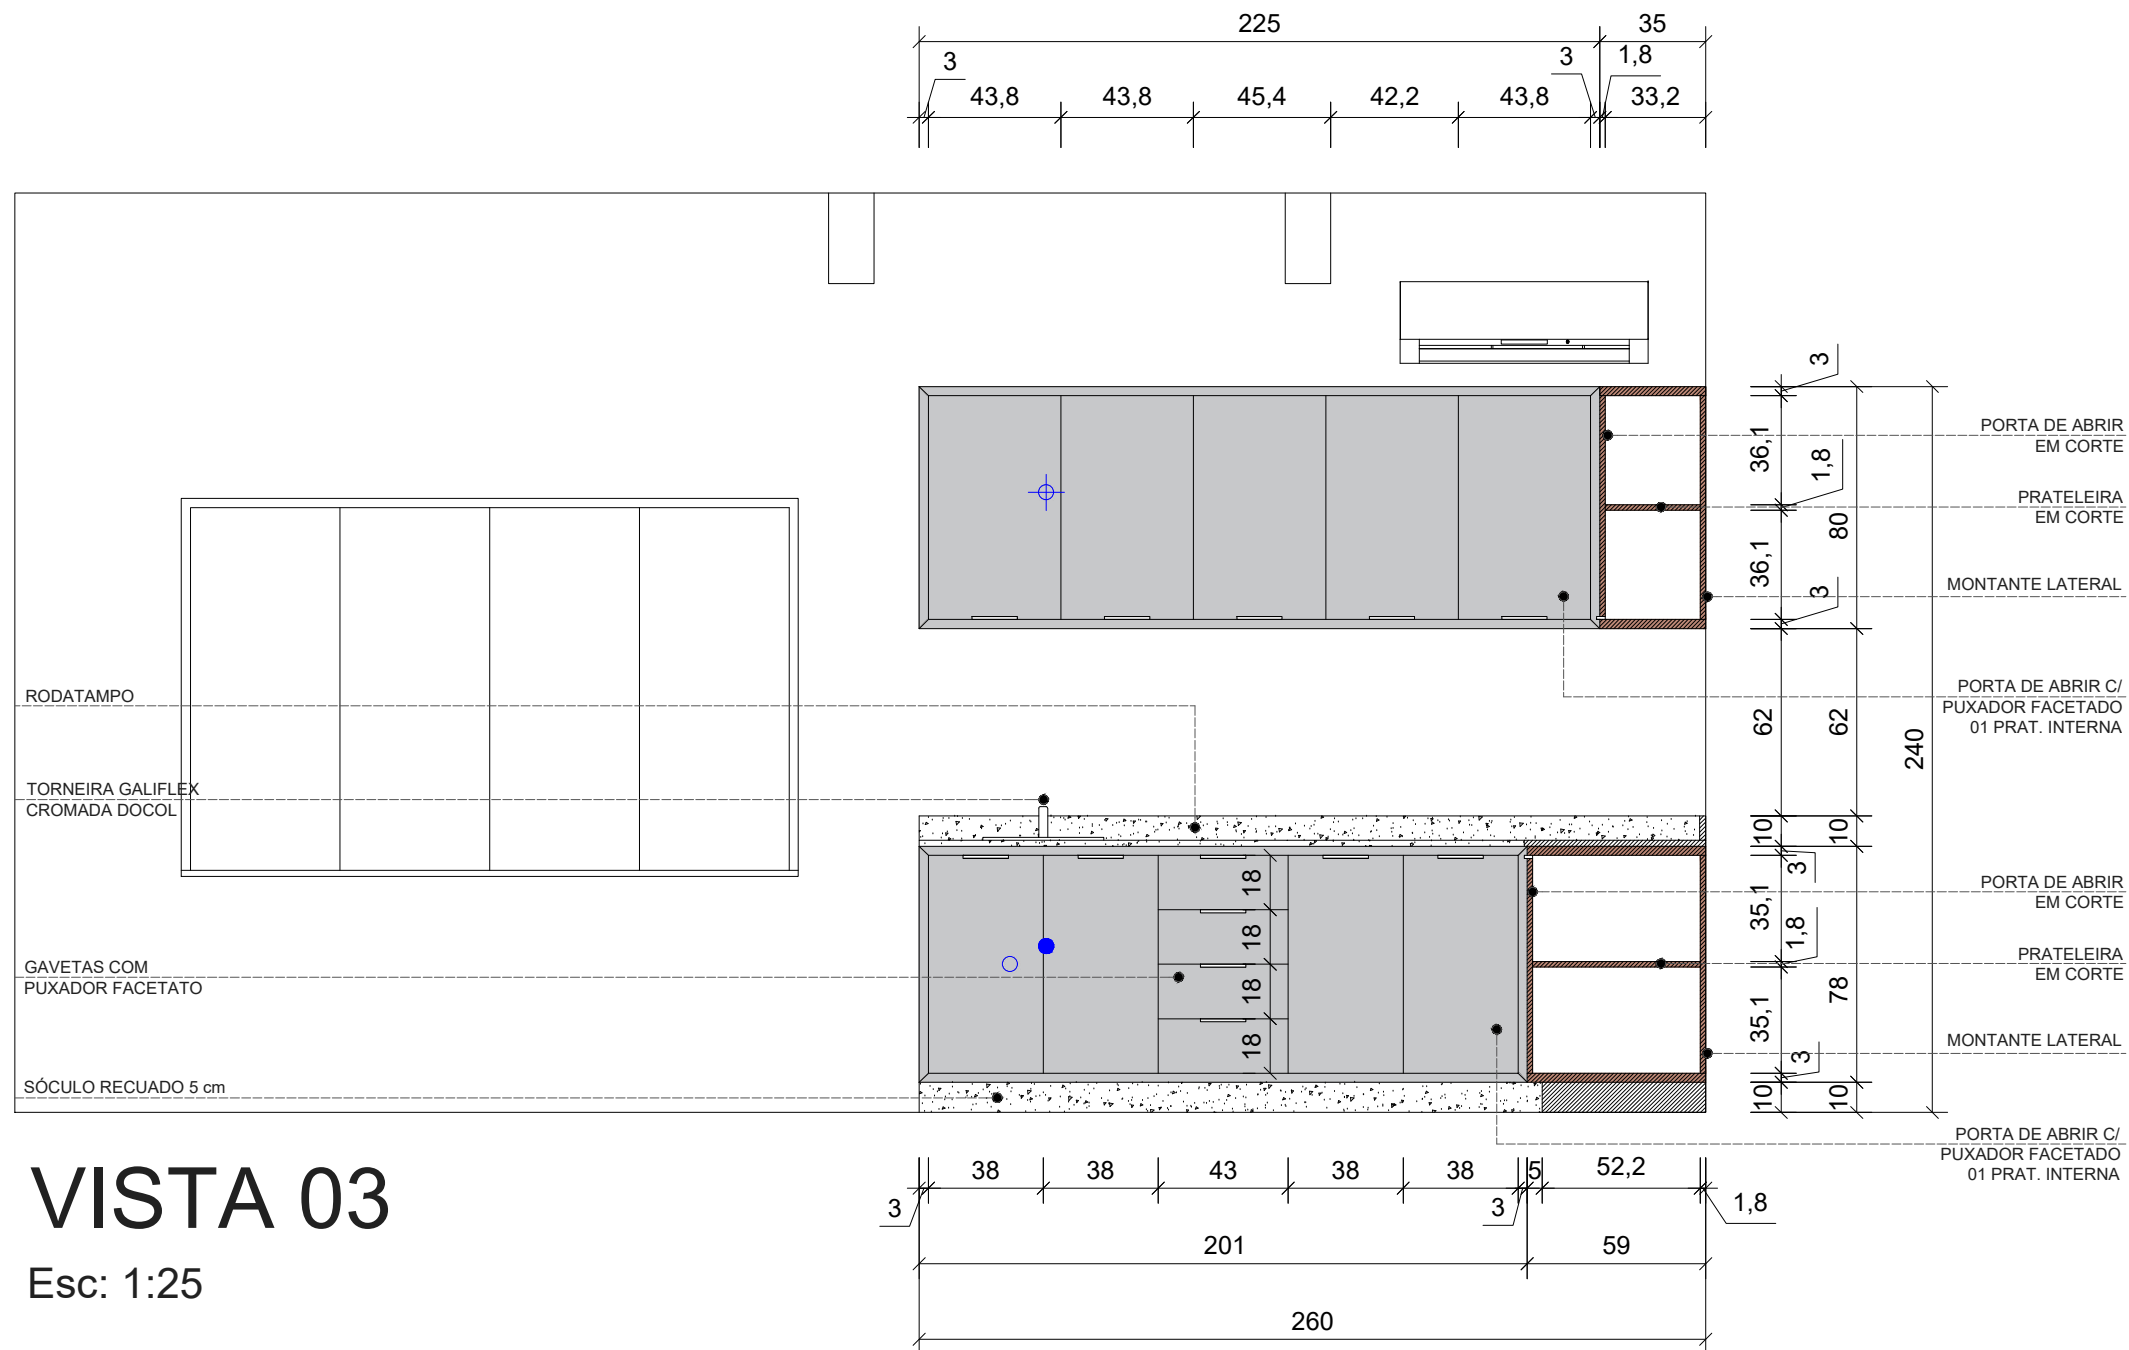 225
35
3
3
1,8
43,8
43,8
45,4
42,2
43,8
33,2
3
PORTA DE ABRIR
EM CORTE
36,1
1,8
PRATELEIRA
EM CORTE
80
36,1
3
MONTANTE LATERAL
RODATAMPO
PORTA DE ABRIR C/
PUXADOR FACETADO
01 PRAT. INTERNA
62
62
240
TORNEIRA GALIFLEX
CROMADA DOCOL
10
10
3
18
18
18
18
PORTA DE ABRIR
EM CORTE
35,1
1,8
PRATELEIRA
EM CORTE
GAVETAS COM
PUXADOR FACETATO
78
35,1
3
MONTANTE LATERAL
SÓCULO RECUADO 5 cm
10
10
PORTA DE ABRIR C/
PUXADOR FACETADO
01 PRAT. INTERNA
38
38
43
38
38
5
52,2
3
3
1,8
201
59
260
VISTA 03
Esc: 1:25